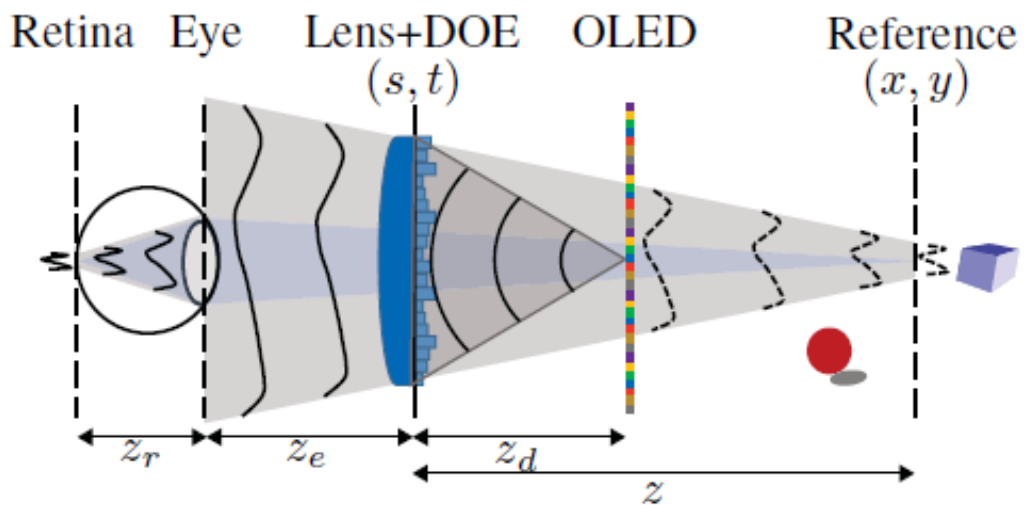 Retina Eye Lens+DOE OLED Reference
(s, t) (x, y)
z_r z_e z_d
z